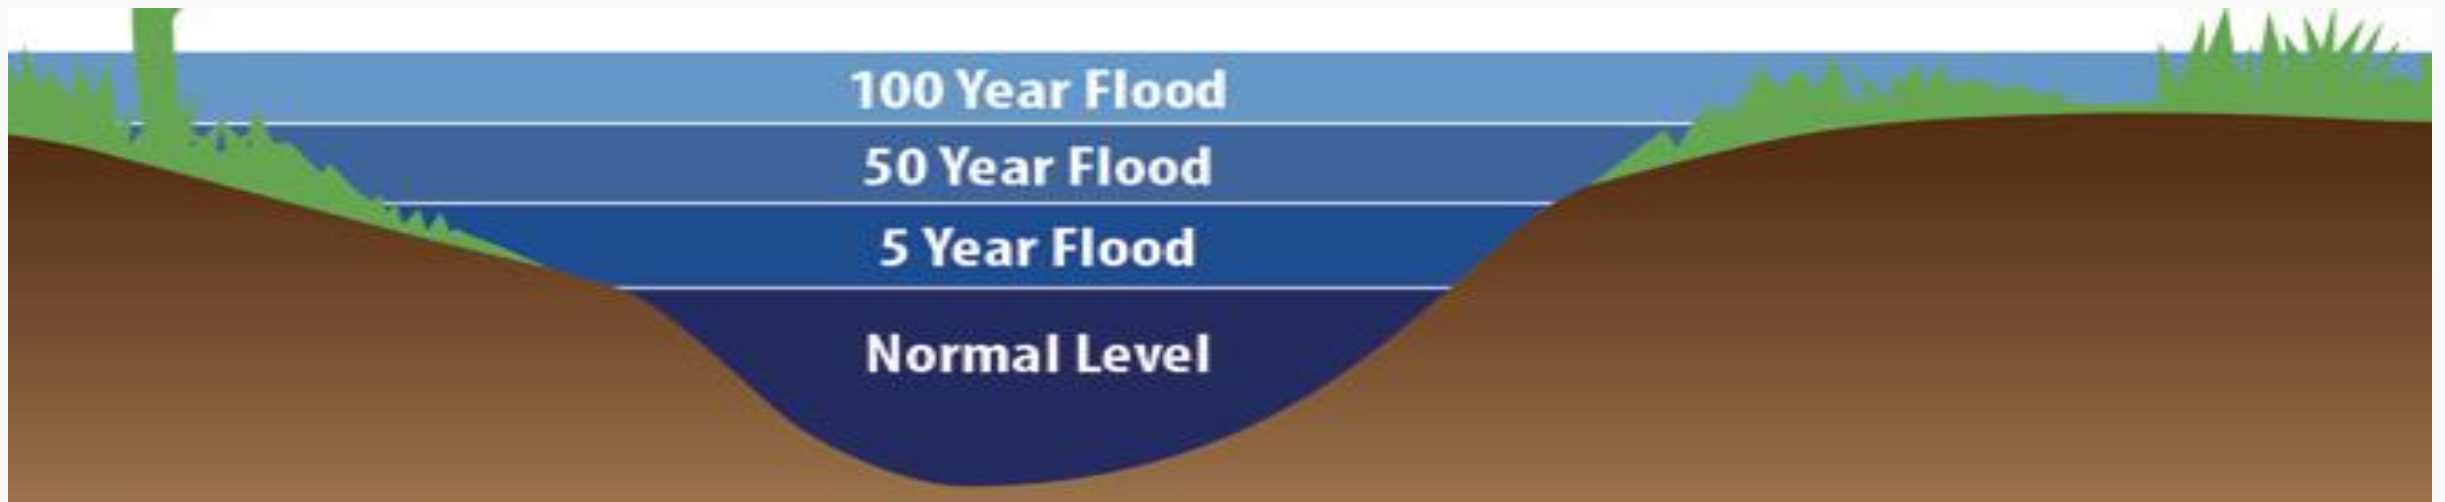 100 Year Flood
50 Year Flood
5 Year Flood
Normal Level